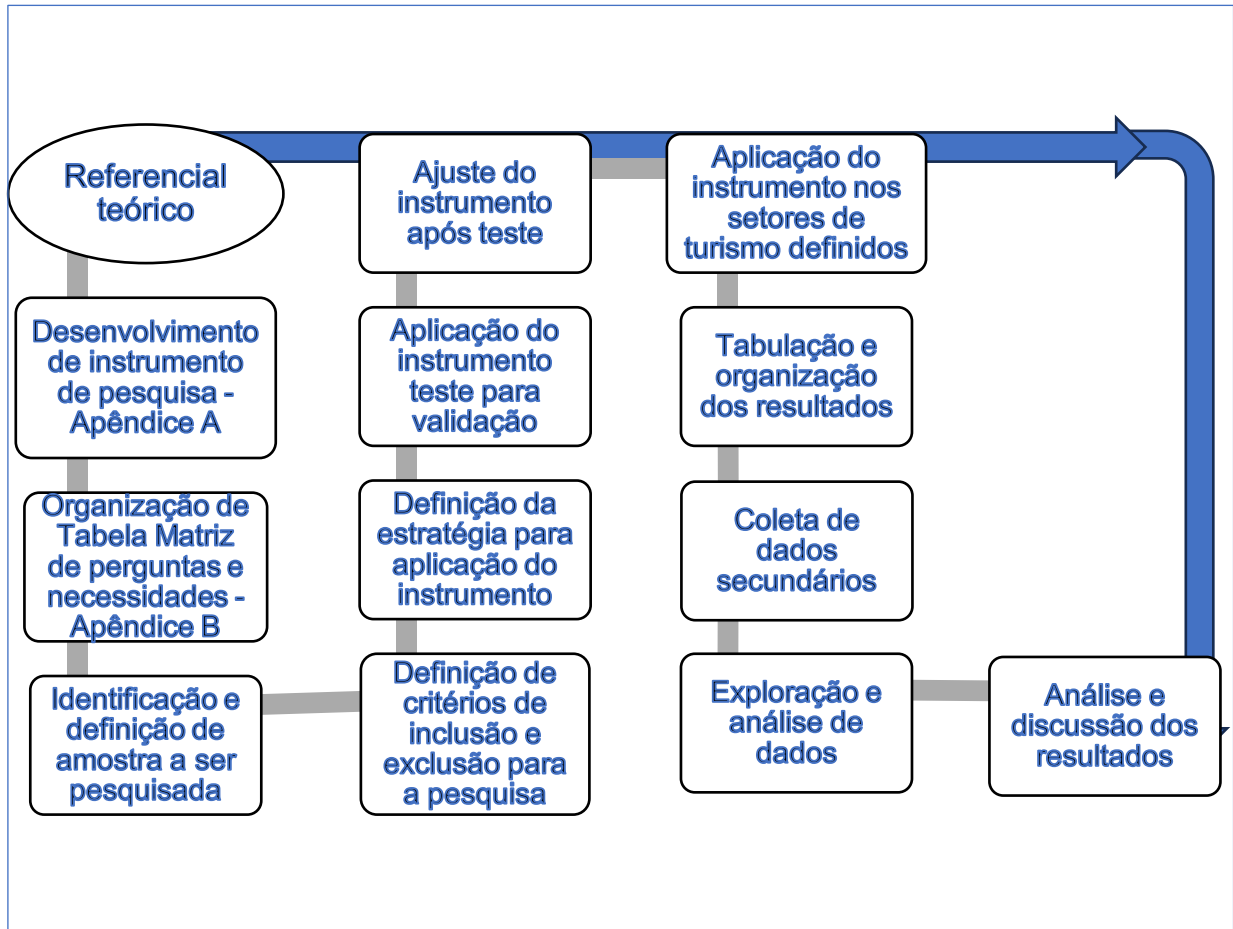 Referencial
teórico
Desenvolvimento
de instrumento
de pesquisa -
Apêndice A
Organização de
Tabela Matriz
de perguntas e
necessidades -
Apêndice B
Identificação e
definição de
amostra a ser
pesquisada
Definição de
critérios de
inclusão e
exclusão para
a pesquisa
Definição da
estratégia para
aplicação do
instrumento
Aplicação do
instrumento
teste para
validação
Ajuste do
instrumento
após teste
Aplicação do
instrumento nos
setores de
turismo definidos
Tabulação e
organização
dos resultados
Coleta de
dados
secundários
Exploração e
análise de
dados
Análise e
discussão dos
resultados